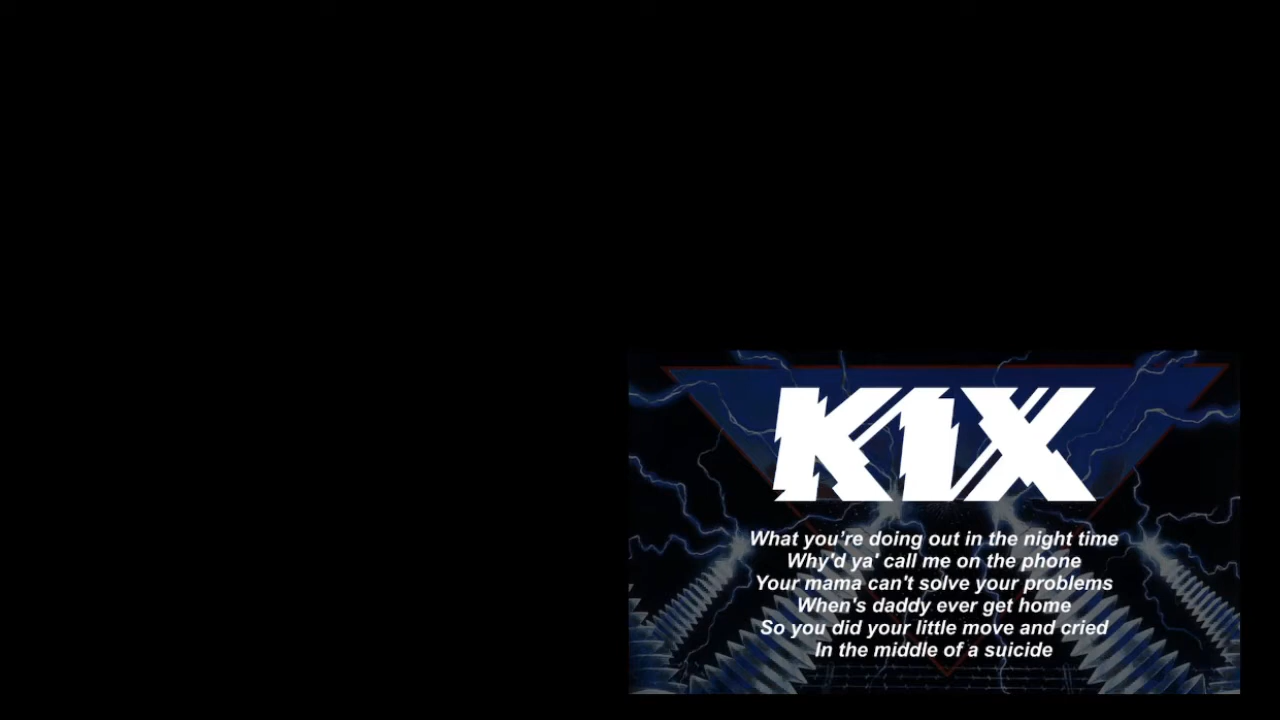 KIX
What you’re doing out in the night time
Why'd ya' call me on the phone
Your mama can't solve your problems
When's daddy ever get home
So you did your little move and cried
In the middle of a suicide